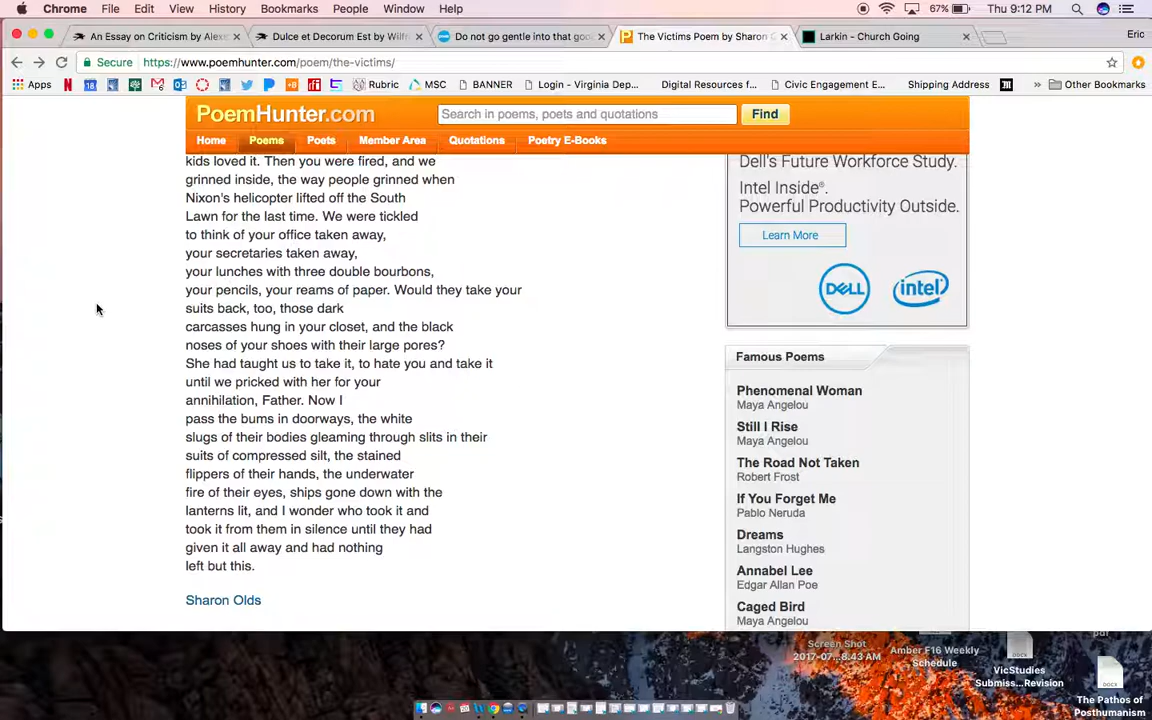 Chrome File Edit View History Bookmarks People Window Help 67% Thu 9:12 PM
An Essay on Criticism by Alex Dulce et Decorum Est by Wilfr Do not go gentle into that goo The Victims Poem by Sharon Larkin - Church Going Eric
Secure https://www.poemhunter.com/poem/the-victims/
Apps Rubric MSC BANNER Login - Virginia Dep... Digital Resources f... Civic Engagement E... Shipping Address » Other Bookmarks
PoemHunter.com Search in poems, poets and quotations Find
Home Poems Poets Member Area Quotations Poetry E-Books
kids loved it. Then you were fired, and we
grinned inside, the way people grinned when
Nixon's helicopter lifted off the South
Lawn for the last time. We were tickled
to think of your office taken away,
your secretaries taken away,
your lunches with three double bourbons,
your pencils, your reams of paper. Would they take your
suits back, too, those dark
carcasses hung in your closet, and the black
noses of your shoes with their large pores?
She had taught us to take it, to hate you and take it
until we pricked with her for your
annihilation, Father. Now I
pass the bums in doorways, the white
slugs of their bodies gleaming through slits in their
suits of compressed silt, the stained
flippers of their hands, the underwater
fire of their eyes, ships gone down with the
lanterns lit, and I wonder who took it and
took it from them in silence until they had
given it all away and had nothing
left but this.
Sharon Olds
Dell's Future Workforce Study.
Intel Inside®.
Powerful Productivity Outside.
Learn More
DELL intel
Famous Poems
Phenomenal Woman
Maya Angelou
Still I Rise
Maya Angelou
The Road Not Taken
Robert Frost
If You Forget Me
Pablo Neruda
Dreams
Langston Hughes
Annabel Lee
Edgar Allan Poe
Caged Bird
Maya Angelou
Screen Shot
2017-07...8.43 AM
Amber F16 Weekly
Schedule
DOCX
VicStudies
Submiss...Revision
pdf
DOCX
The Pathos of
Posthumanism